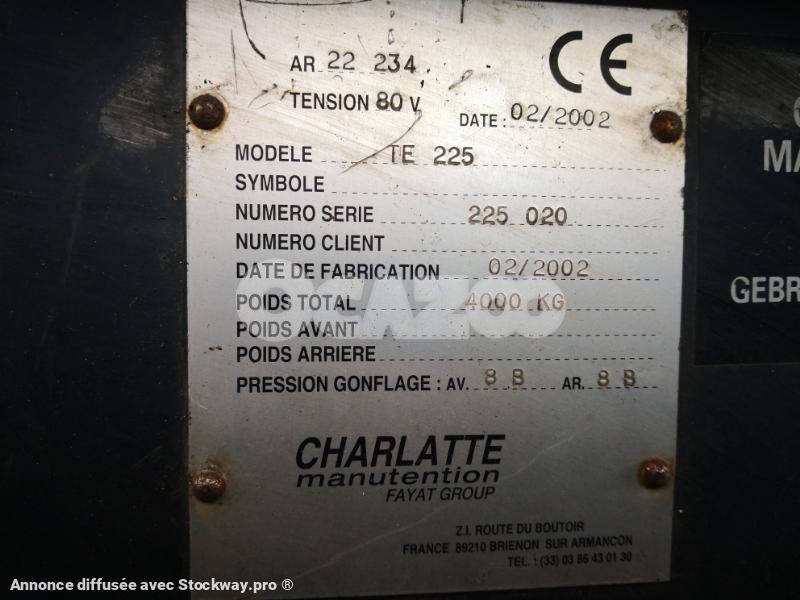 AR 22 234
CE
TENSION 80 V
DATE : 02/2002
MODELE TE 225
SYMBOLE
NUMERO SERIE 225 020
NUMERO CLIENT
DATE DE FABRICATION 02/2002
POIDS TOTAL 4000 KG
OCAZOO
POIDS AVANT
POIDS ARRIERE
PRESSION GONFLAGE : AV. 8 B AR. 8 B
CHARLATTE
manutention
FAYAT GROUP
Z.I. ROUTE DU BOUTOIR
FRANCE 89210 BRIENON SUR ARMANCON
TEL. : (33) 03 86 43 01 30
GEBR
Annonce diffusée avec Stockway.pro ®